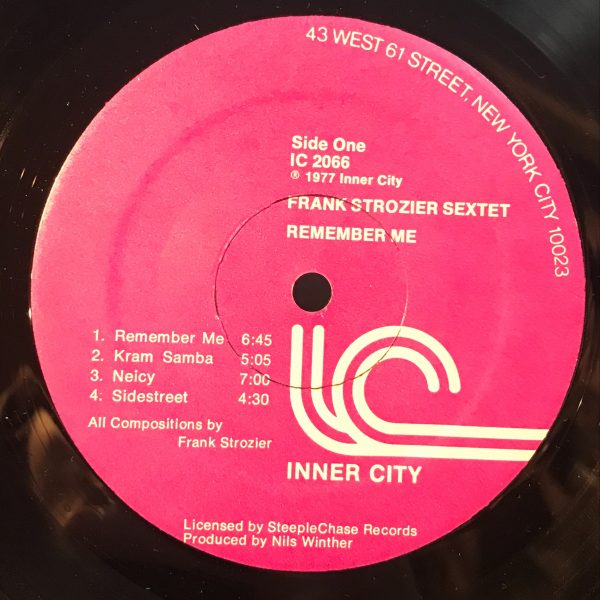 43 WEST 61 STREET, NEW YORK CITY 10023
Side One
IC 2066
℗ 1977 Inner City
FRANK STROZIER SEXTET
REMEMBER ME
1. Remember Me 6:45
2. Kram Samba 5:05
3. Neicy 7:00
4. Sidestreet 4:30
All Compositions by
Frank Strozier
IC
INNER CITY
Licensed by SteepleChase Records
Produced by Nils Winther